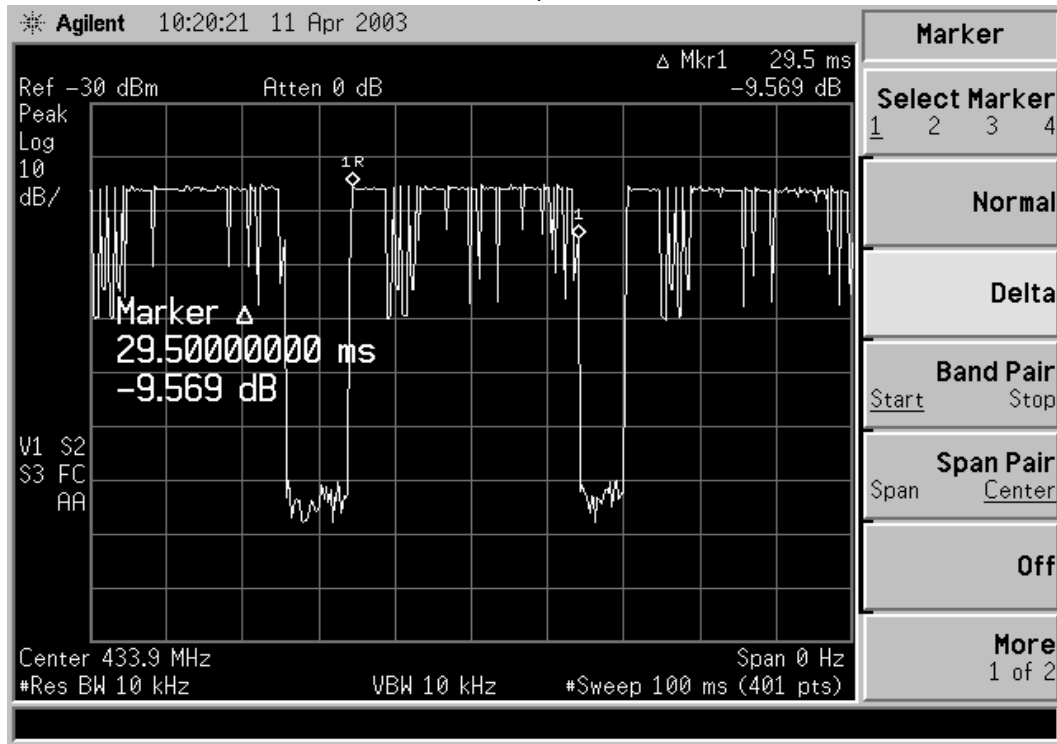 Agilent 10:20:21 11 Apr 2003
Δ Mkr1 29.5 ms
Ref -30 dBm Atten 0 dB -9.569 dB
Peak
Log
10
dB/
1R
1
Marker Δ
29.50000000 ms
-9.569 dB
V1 S2
S3 FC
AA
Center 433.9 MHz Span 0 Hz
#Res BW 10 kHz VBW 10 kHz #Sweep 100 ms (401 pts)
Marker
Select Marker
1 2 3 4
Normal
Delta
Band Pair
Start Stop
Span Pair
Span Center
Off
More
1 of 2